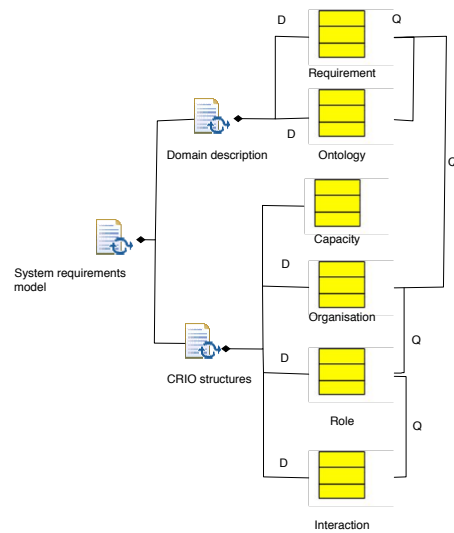 D
Q
Requirement
D
Domain description
Ontology
Q
Capacity
System requirements
model
D
Organisation
Q
D
CRIO structures
Role
Q
D
Interaction